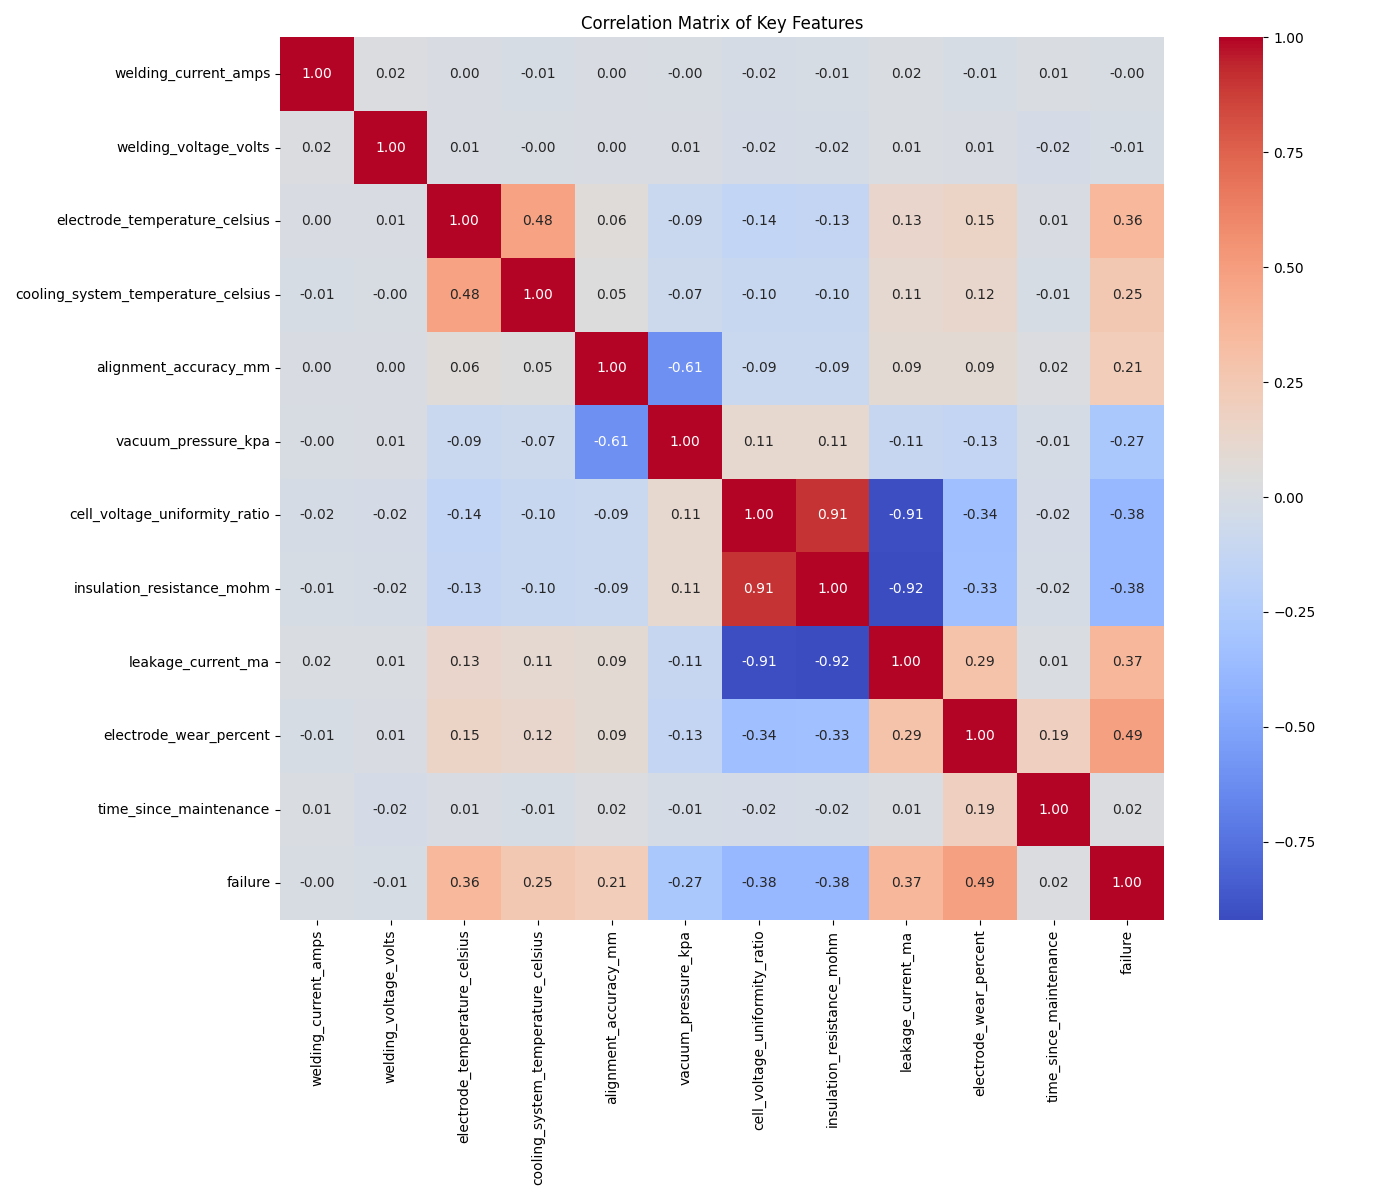 Correlation Matrix of Key Features
welding_current_amps 1.00 0.02 0.00 -0.01 0.00 -0.00 -0.02 -0.01 0.02 -0.01 0.01 -0.00
welding_voltage_volts 0.02 1.00 0.01 -0.00 0.00 0.01 -0.02 -0.02 0.01 0.01 -0.02 -0.01
electrode_temperature_celsius 0.00 0.01 1.00 0.48 0.06 -0.09 -0.14 -0.13 0.13 0.15 0.01 0.36
cooling_system_temperature_celsius -0.01 -0.00 0.48 1.00 0.05 -0.07 -0.10 -0.10 0.11 0.12 -0.01 0.25
alignment_accuracy_mm 0.00 0.00 0.06 0.05 1.00 -0.61 -0.09 -0.09 0.09 0.09 0.02 0.21
vacuum_pressure_kpa -0.00 0.01 -0.09 -0.07 -0.61 1.00 0.11 0.11 -0.11 -0.13 -0.01 -0.27
cell_voltage_uniformity_ratio -0.02 -0.02 -0.14 -0.10 -0.09 0.11 1.00 0.91 -0.91 -0.34 -0.02 -0.38
insulation_resistance_mohm -0.01 -0.02 -0.13 -0.10 -0.09 0.11 0.91 1.00 -0.92 -0.33 -0.02 -0.38
leakage_current_ma 0.02 0.01 0.13 0.11 0.09 -0.11 -0.91 -0.92 1.00 0.29 0.01 0.37
electrode_wear_percent -0.01 0.01 0.15 0.12 0.09 -0.13 -0.34 -0.33 0.29 1.00 0.19 0.49
time_since_maintenance 0.01 -0.02 0.01 -0.01 0.02 -0.01 -0.02 -0.02 0.01 0.19 1.00 0.02
failure -0.00 -0.01 0.36 0.25 0.21 -0.27 -0.38 -0.38 0.37 0.49 0.02 1.00
welding_current_amps
welding_voltage_volts
electrode_temperature_celsius
cooling_system_temperature_celsius
alignment_accuracy_mm
vacuum_pressure_kpa
cell_voltage_uniformity_ratio
insulation_resistance_mohm
leakage_current_ma
electrode_wear_percent
time_since_maintenance
failure
1.00
0.75
0.50
0.25
0.00
−0.25
−0.50
−0.75